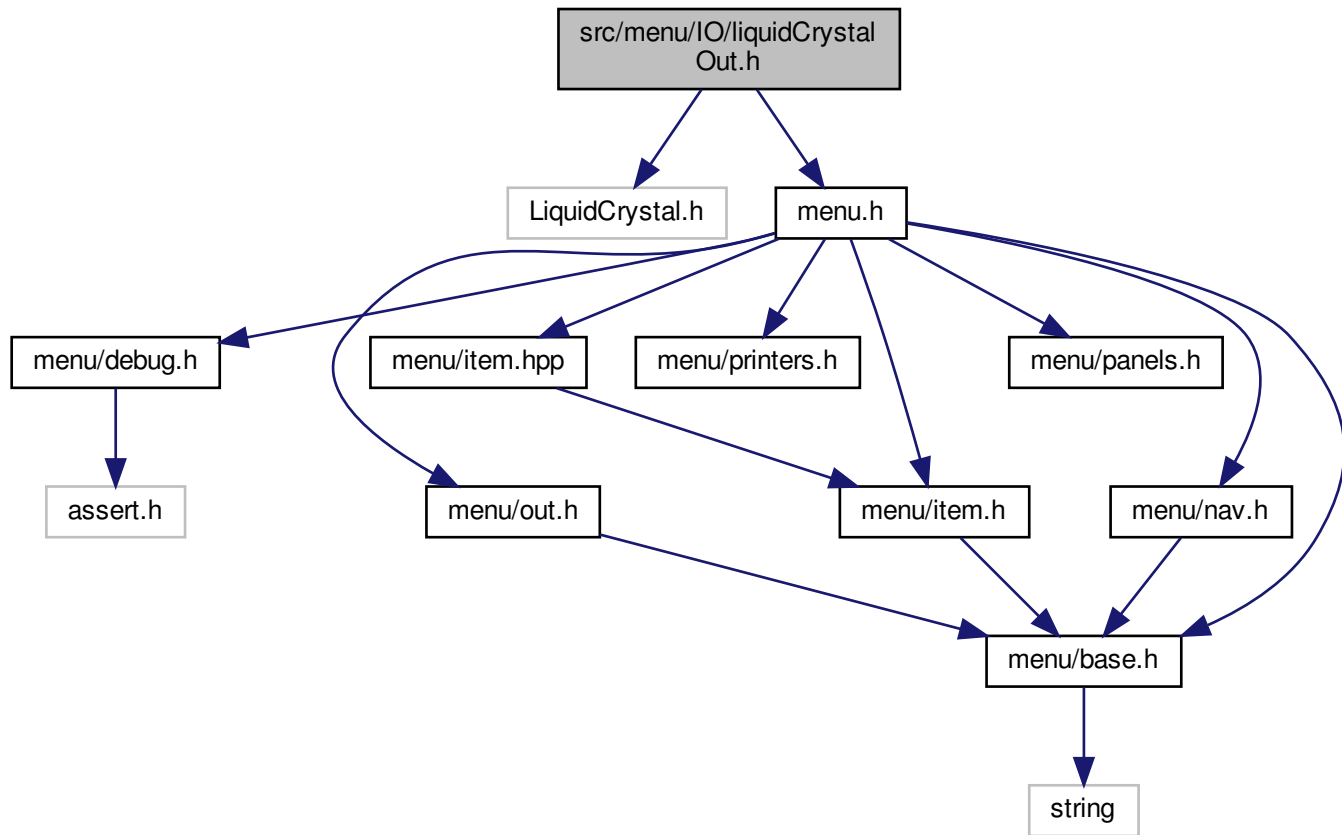 src/menu/IO/liquidCrystal
Out.h
LiquidCrystal.h
menu.h
menu/debug.h
menu/item.hpp
menu/printers.h
menu/panels.h
assert.h
menu/out.h
menu/item.h
menu/nav.h
menu/base.h
string